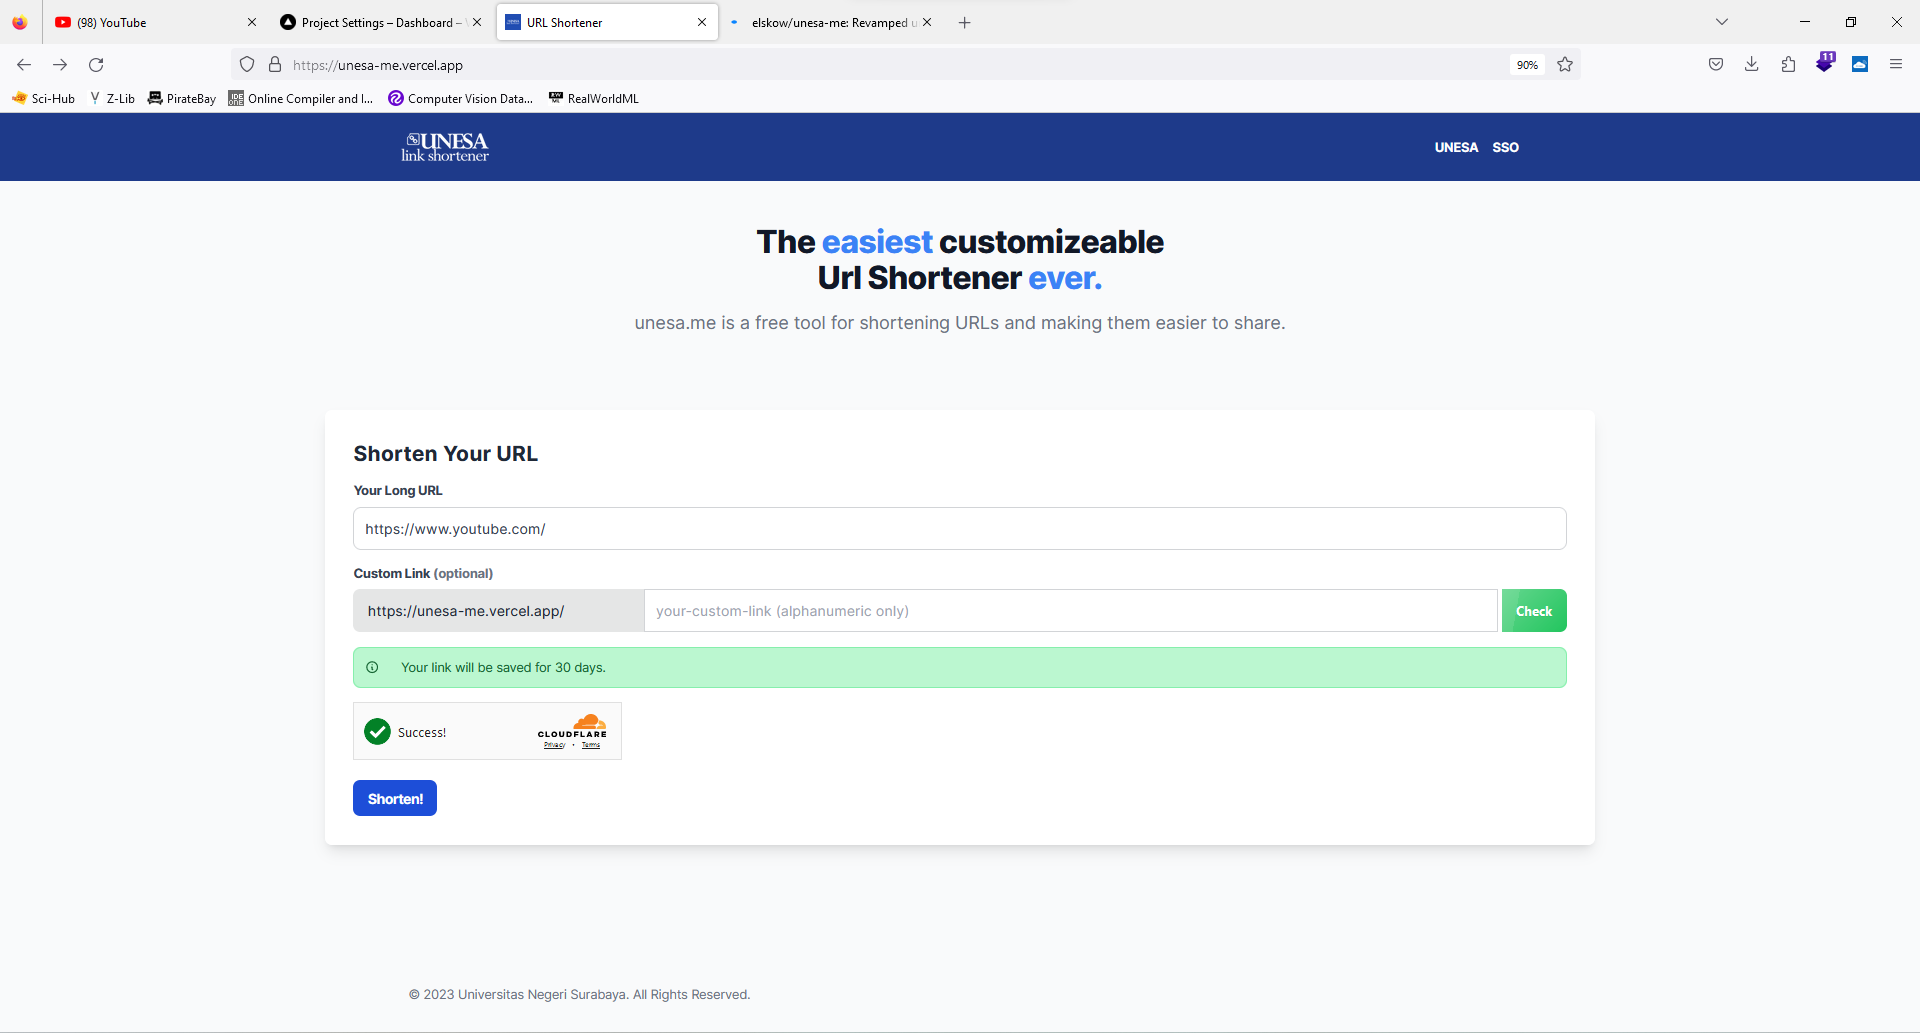 (98) YouTube
Project Settings – Dashboard –
URL Shortener
elskow/unesa-me: Revamped u
https://unesa-me.vercel.app
90%
11
Sci-Hub
Z-Lib
PirateBay
Online Compiler and I...
Computer Vision Data...
RealWorldML
UNESA
link shortener
UNESA
SSO
The easiest customizeable
Url Shortener ever.
unesa.me is a free tool for shortening URLs and making them easier to share.
Shorten Your URL
Your Long URL
https://www.youtube.com/
Custom Link (optional)
https://unesa-me.vercel.app/
your-custom-link (alphanumeric only)
Check
Your link will be saved for 30 days.
Success!
CLOUDFLARE
Privacy • Terms
Shorten!
© 2023 Universitas Negeri Surabaya. All Rights Reserved.